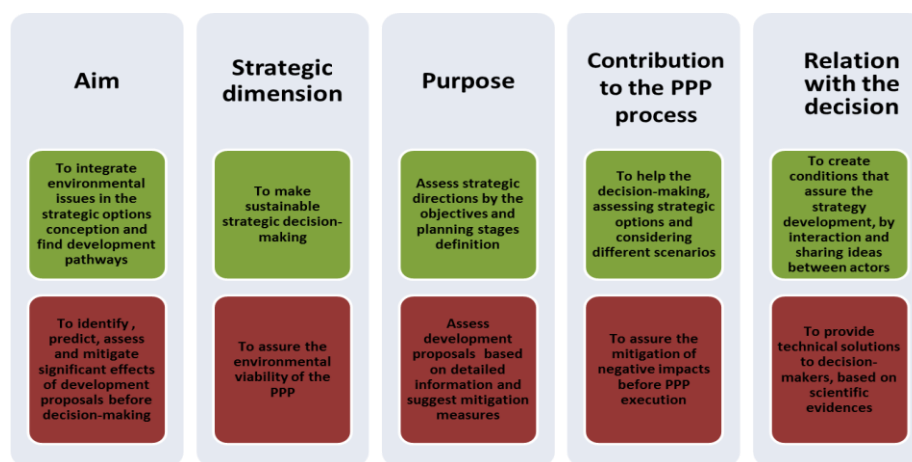 Aim
To integrate
environmental
issues in the
strategic options
conception and
find development
pathways
To identify ,
predict, assess
and mitigate
significant effects
of development
proposals before
decision-making
Strategic
dimension
To make
sustainable
strategic decision-
making
To assure the
environmental
viability of the
PPP
Purpose
Assess strategic
directions by the
objectives and
planning stages
definition
Assess
development
proposals based
on detailed
information and
suggest mitigation
measures
Contribution
to the PPP
process
To help the
decision-making,
assessing strategic
options and
considering
different scenarios
To assure the
mitigation of
negative impacts
before PPP
execution
Relation
with the
decision
To create
conditions that
assure the
strategy
development, by
interaction and
sharing ideas
between actors
To provide
technical solutions
to decision-
makers, based on
scientific
evidences